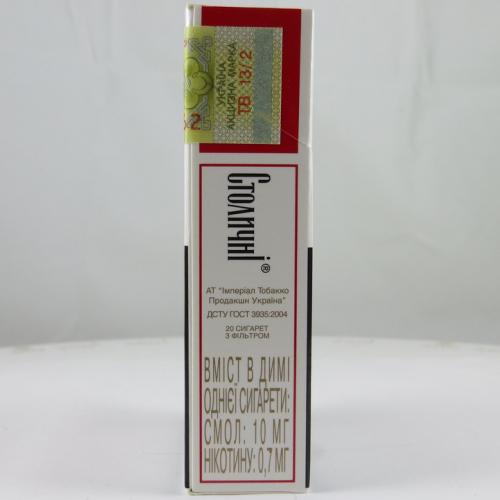 УКРАЇНА
АКЦИЗНА МАРКА
ТВ 13/2
Столичні®
АТ "Імперіал Тобакко
Продакшн Україна"
ДСТУ ГОСТ 3935:2004
20 СИГАРЕТ
З ФІЛЬТРОМ
ВМІСТ В ДИМІ
ОДНІЄЇ СИГАРЕТИ:
СМОЛ: 10 МГ
НІКОТИНУ: 0,7 МГ